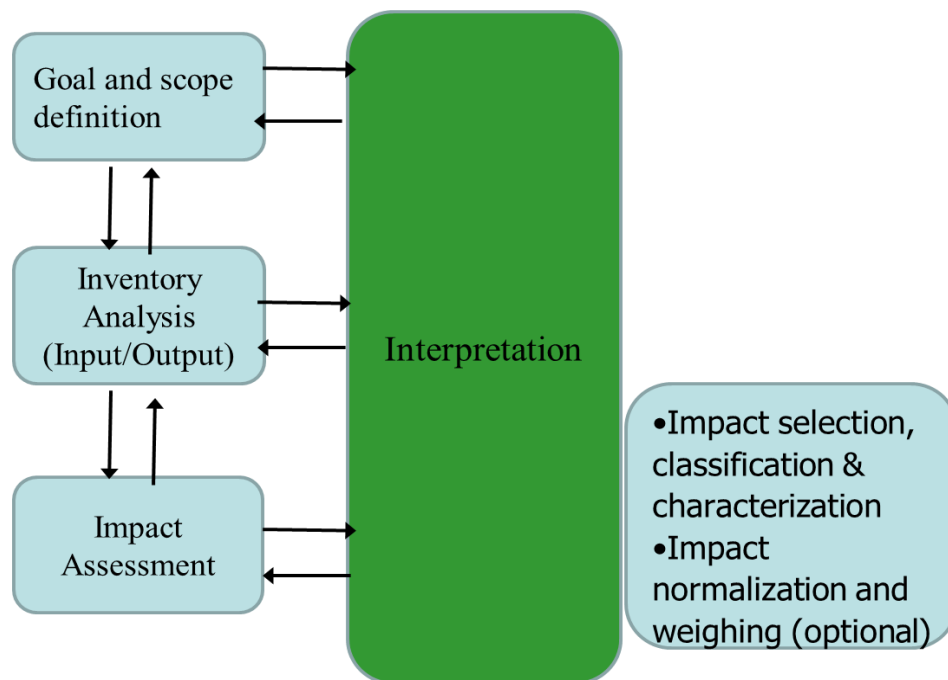 Goal and scope
definition
Inventory
Analysis
(Input/Output)
Impact
Assessment
Interpretation
•Impact selection,
classification &
characterization
•Impact
normalization and
weighing (optional)